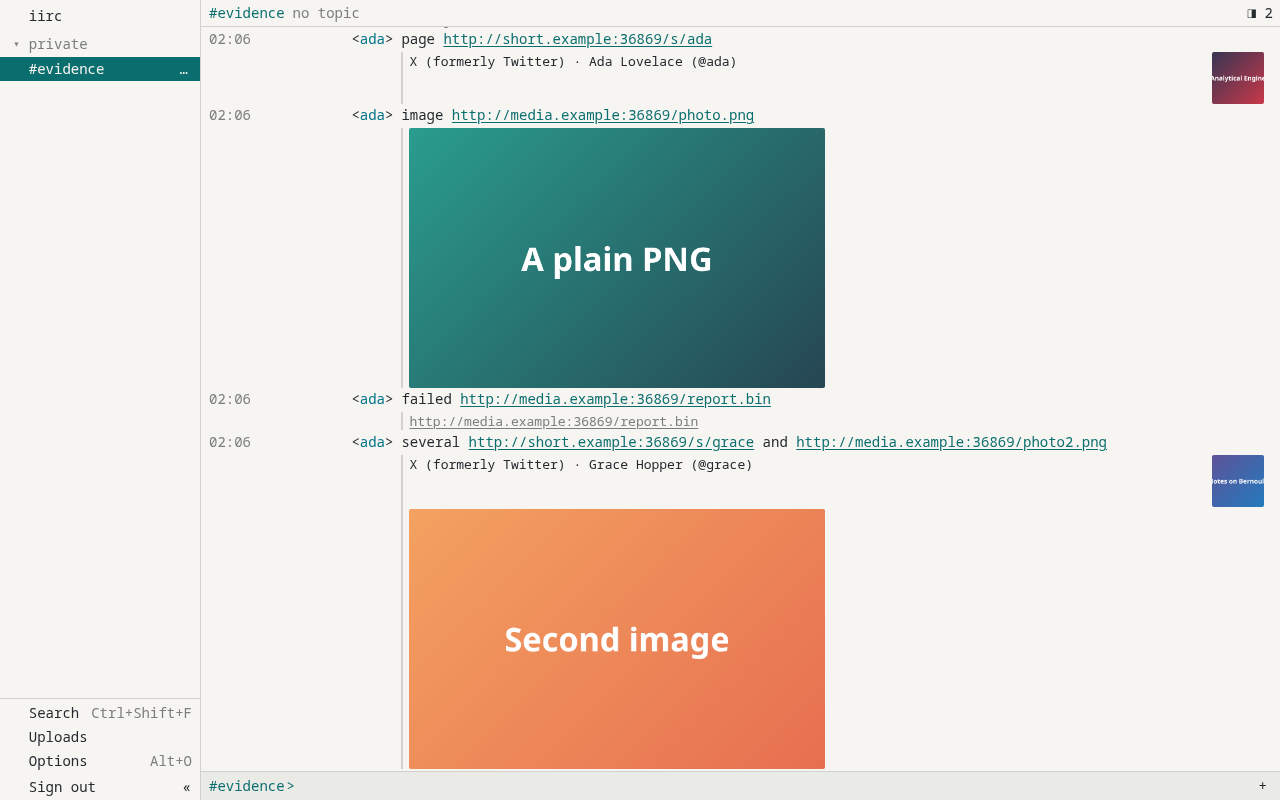 iirc
private
#evidence …
Search Ctrl+Shift+F
Uploads
Options Alt+O
Sign out «
#evidence no topic 2
02:06 <ada> page http://short.example:36869/s/ada
X (formerly Twitter) · Ada Lovelace (@ada)
Analytical Engine
02:06 <ada> image http://media.example:36869/photo.png
A plain PNG
02:06 <ada> failed http://media.example:36869/report.bin
http://media.example:36869/report.bin
02:06 <ada> several http://short.example:36869/s/grace and http://media.example:36869/photo2.png
X (formerly Twitter) · Grace Hopper (@grace)
on
Second image
#evidence> +